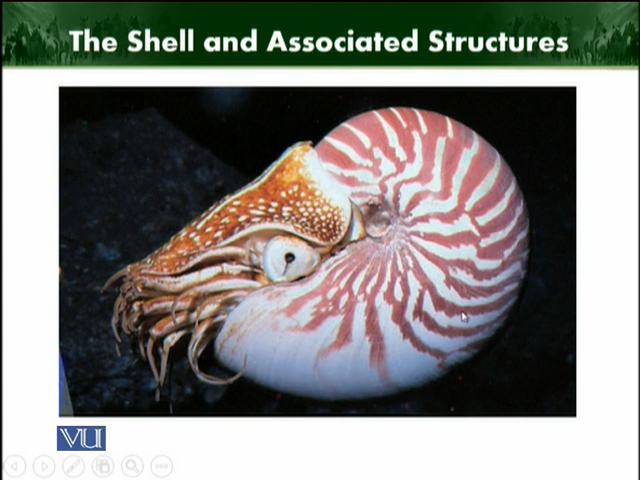 The Shell and Associated Structures
VU